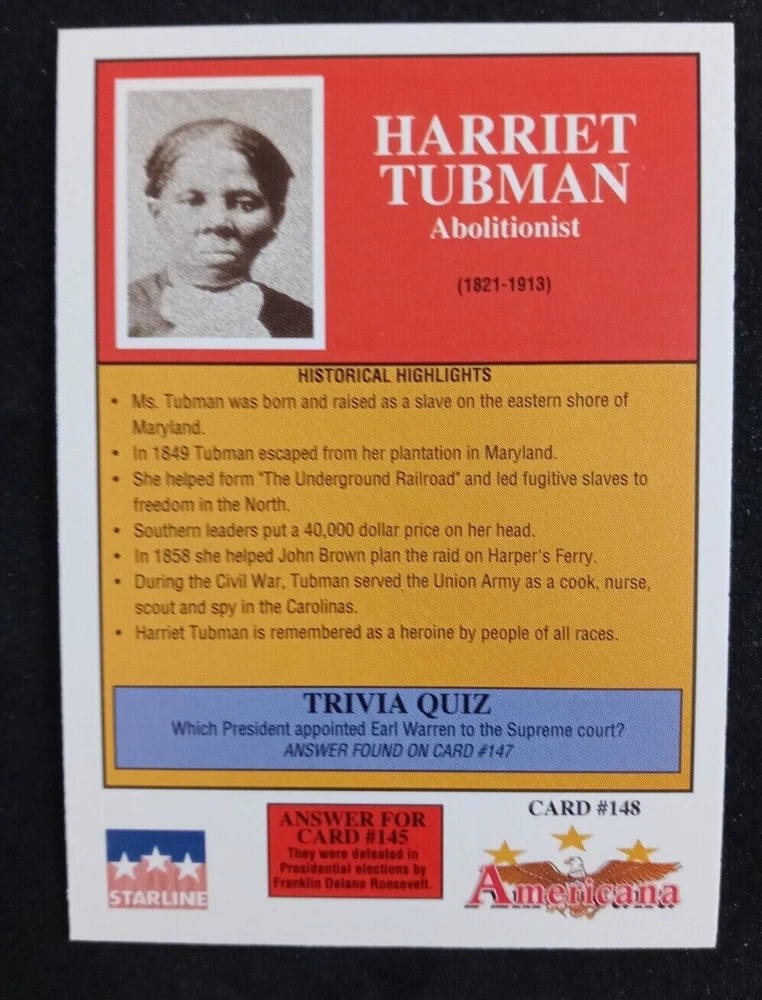 HARRIET
TUBMAN
Abolitionist
(1821-1913)
HISTORICAL HIGHLIGHTS
• Ms. Tubman was born and raised as a slave on the eastern shore of
Maryland.
• In 1849 Tubman escaped from her plantation in Maryland.
• She helped form "The Underground Railroad" and led fugitive slaves to
freedom in the North.
• Southern leaders put a 40,000 dollar price on her head.
• In 1858 she helped John Brown plan the raid on Harper's Ferry.
• During the Civil War, Tubman served the Union Army as a cook, nurse,
scout and spy in the Carolinas.
• Harriet Tubman is remembered as a heroine by people of all races.
TRIVIA QUIZ
Which President appointed Earl Warren to the Supreme court?
ANSWER FOUND ON CARD #147
STARLINE
ANSWER FOR
CARD #145
They were defeated in
Presidential elections by
Franklin Delano Roosevelt.
CARD #148
Americana